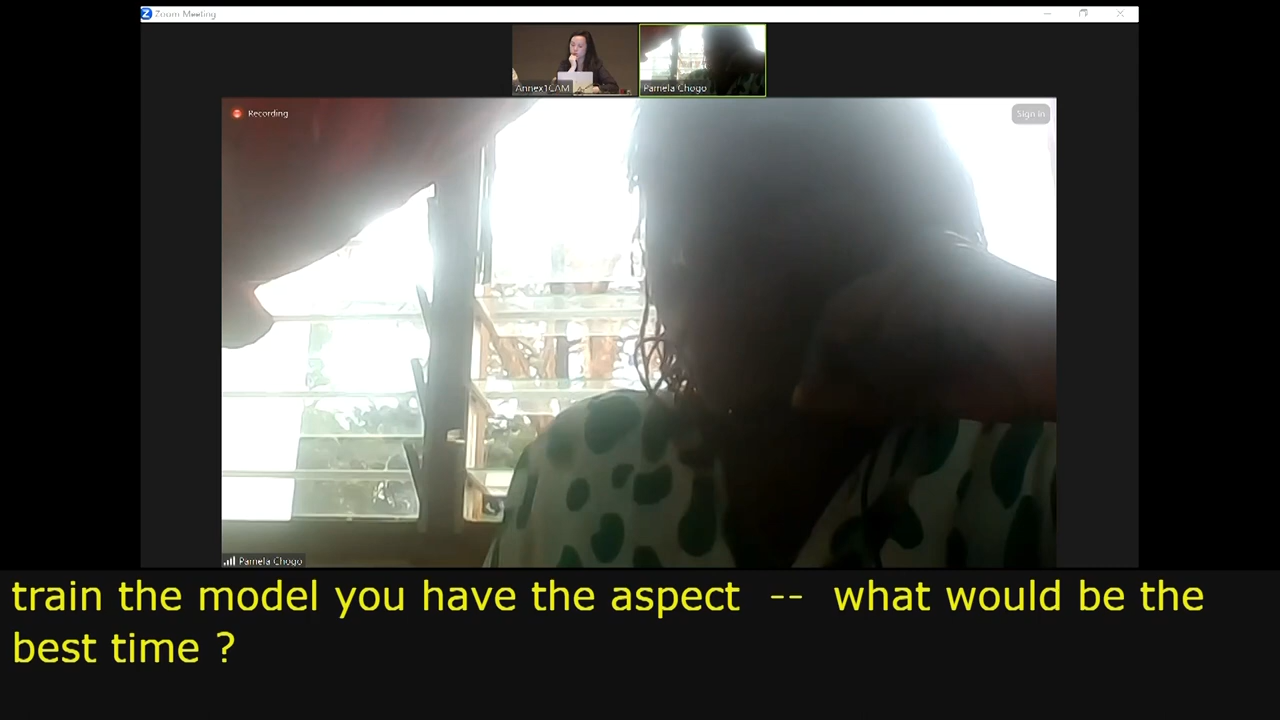 Zoom Meeting
Annex1CAM
Pamela Chogo
Recording
Sign in
Pamela Chogo
train the model you have the aspect -- what would be the
best time ?